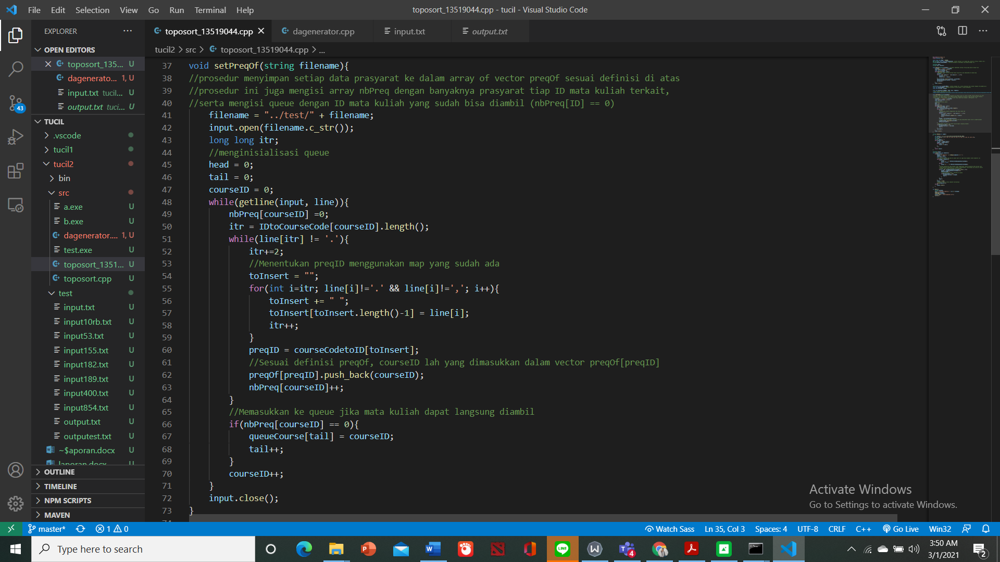 File Edit Selection View Go Run Terminal Help
toposort_13519044.cpp - tucil - Visual Studio Code
EXPLORER
toposort_13519044.cpp
dagenerator.cpp
input.txt
output.txt
OPEN EDITORS
tucil2 > src > toposort_13519044.cpp > ...
toposort_135... U
dagenerato... 1, U
input.txt tucil... U
output.txt tuci... U
TUCIL
.vscode
tucil1
tucil2
bin
src
a.exe U
b.exe U
dagenerator.... 1, U
test.exe U
toposort_1351... U
toposort.cpp U
test
input.txt U
input10rb.txt U
input53.txt U
input155.txt U
input182.txt U
input189.txt U
input400.txt U
input854.txt U
output.txt U
outputest.txt U
~$aporan.docx U
laporan.docx U
OUTLINE
TIMELINE
NPM SCRIPTS
MAVEN
37 void setPreqOf(string filename){
38 //prosedur menyimpan setiap data prasyarat ke dalam array of vector preqOf sesuai definisi di atas
39 //prosedur ini juga mengisi array nbPreq dengan banyaknya prasyarat tiap ID mata kuliah terkait,
40 //serta mengisi queue dengan ID mata kuliah yang sudah bisa diambil (nbPreq[ID] == 0)
41 filename = "../test/" + filename;
42 input.open(filename.c_str());
43 long long itr;
44 //menginisialisasi queue
45 head = 0;
46 tail = 0;
47 courseID = 0;
48 while(getline(input, line)){
49 nbPreq[courseID] =0;
50 itr = IDtoCourseCode[courseID].length();
51 while(line[itr] != '.'){
52 itr+=2;
53 //Menentukan preqID menggunakan map yang sudah ada
54 toInsert = "";
55 for(int i=itr; line[i]!='.' && line[i]!=','; i++){
56 toInsert += " ";
57 toInsert[toInsert.length()-1] = line[i];
58 itr++;
59 }
60 preqID = courseCodetoID[toInsert];
61 //Sesuai definisi preqOf, courseID lah yang dimasukkan dalam vector preqOf[preqID]
62 preqOf[preqID].push_back(courseID);
63 nbPreq[courseID]++;
64 }
65 //Memasukkan ke queue jika mata kuliah dapat langsung diambil
66 if(nbPreq[courseID] == 0){
67 queueCourse[tail] = courseID;
68 tail++;
69 }
70 courseID++;
71 }
72 input.close();
73 }
Activate Windows
Go to Settings to activate Windows.
43
master* 1 0
Watch Sass Ln 35, Col 3 Spaces: 4 UTF-8 CRLF C++ Go Live Win32
Type here to search
LINE
4
3:50 AM
3/1/2021
2